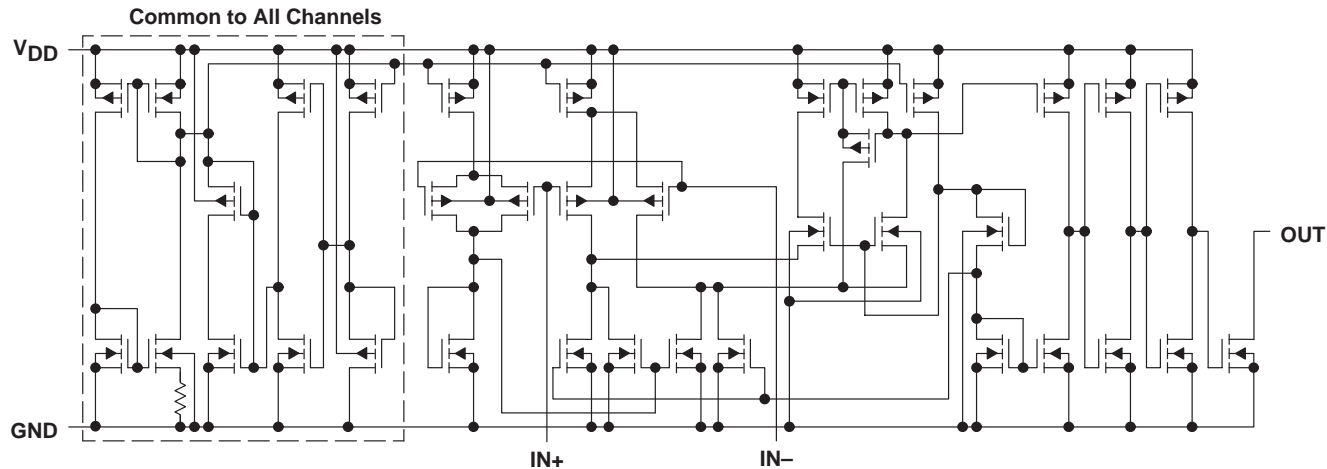 Common to All Channels
VDD
OUT
GND
IN+
IN–